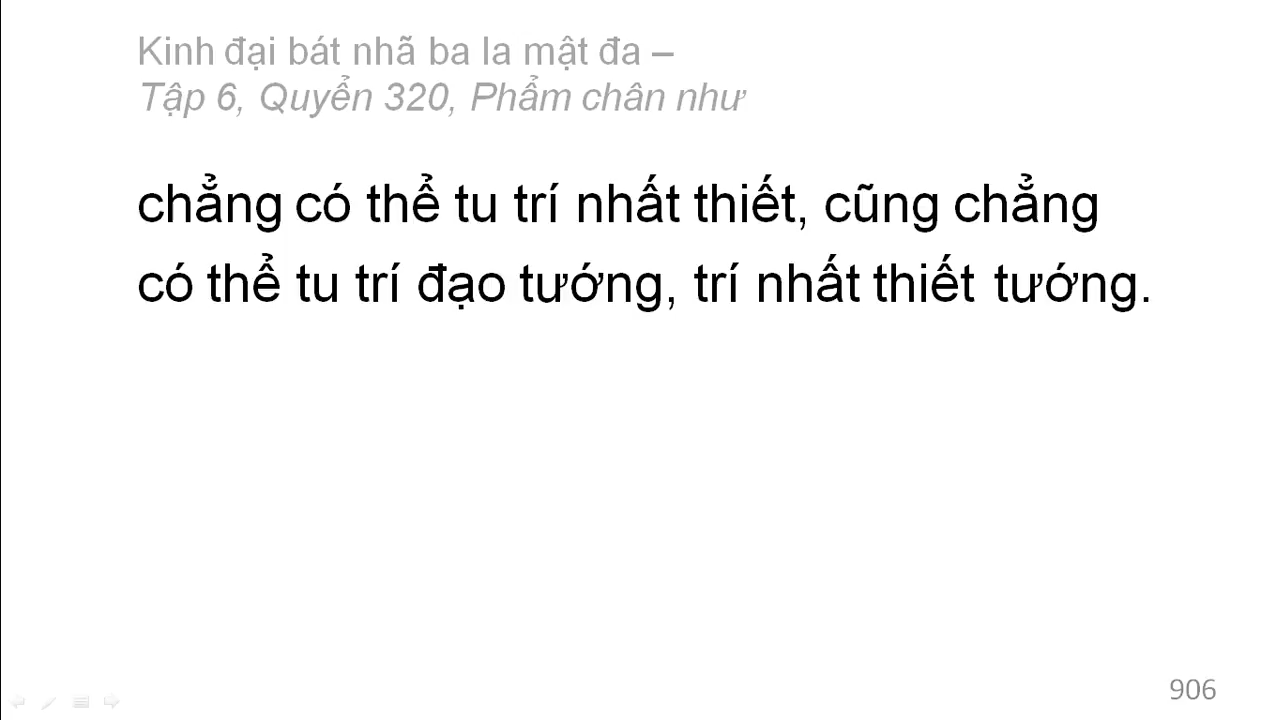 Kinh đại bát nhã ba la mật đa –
Tập 6, Quyển 320, Phẩm chân như
chẳng có thể tu trí nhất thiết, cũng chẳng
có thể tu trí đạo tướng, trí nhất thiết tướng.
906